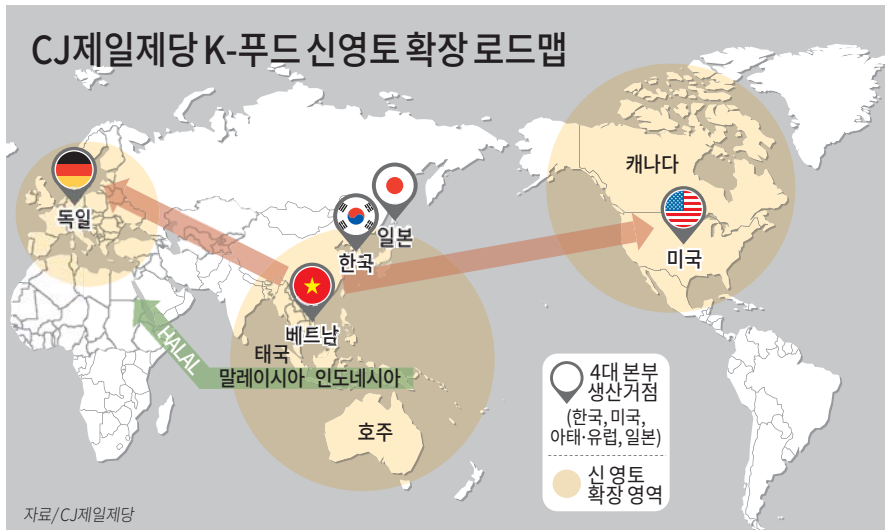 CJ제일제당 K-푸드 신영토 확장 로드맵
캐나다
독일
일본
한국
미국
베트남
HALAL
태국
말레이시아 인도네시아
호주
4대 본부
생산거점
(한국, 미국,
아태·유럽, 일본)
신 영토
확장 영역
자료/CJ제일제당